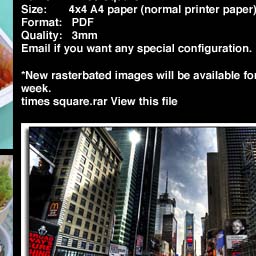 Size: 4x4 A4 paper (normal printer paper)
Format: PDF
Quality: 3mm
Email if you want any special configuration.
*New rasterbated images will be available for
week.
times square.rar View this file